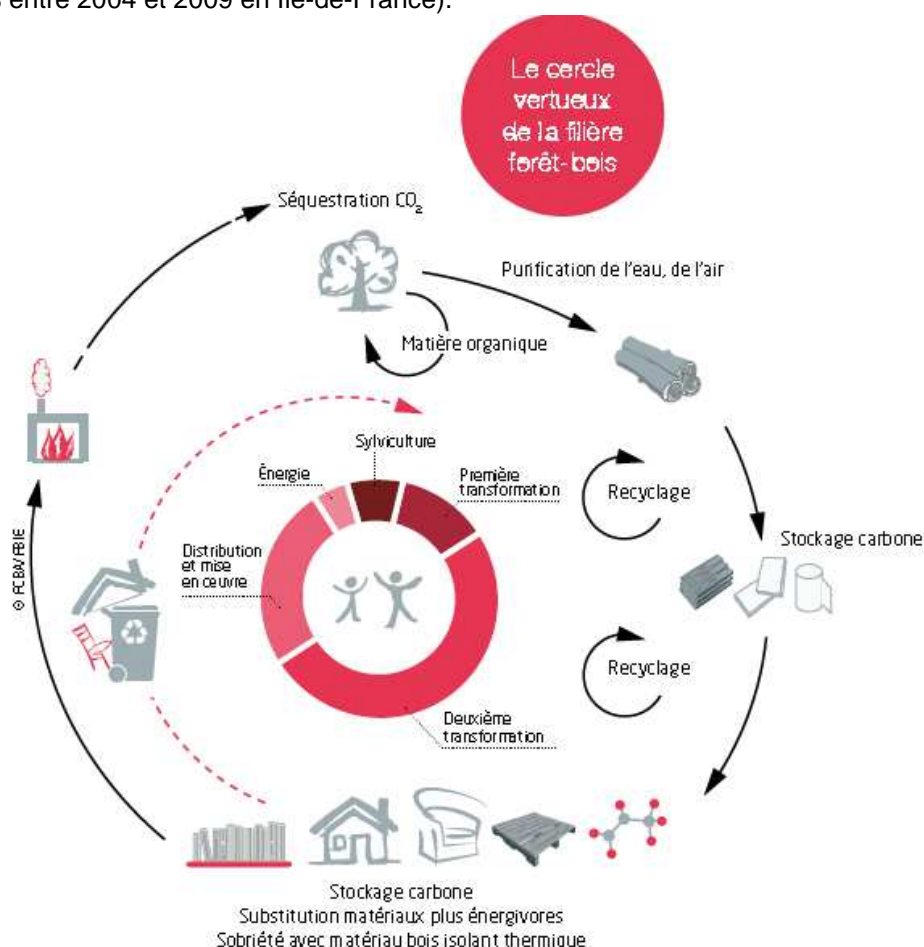 entre 2004 et 2009 en Île-de-France).
Le cercle
vertueux
de la filière
forêt-bois
Séquestration CO₂
Purification de l'eau, de l'air
Matière organique
Sylviculture
Énergie
Première
transformation
Recyclage
Stockage carbone
Distribution
et mise
en œuvre
© FCBA/FBIE
Recyclage
Deuxième
transformation
Stockage carbone
Substitution matériaux plus énergivores
Sobriété avec matériau bois isolant thermique